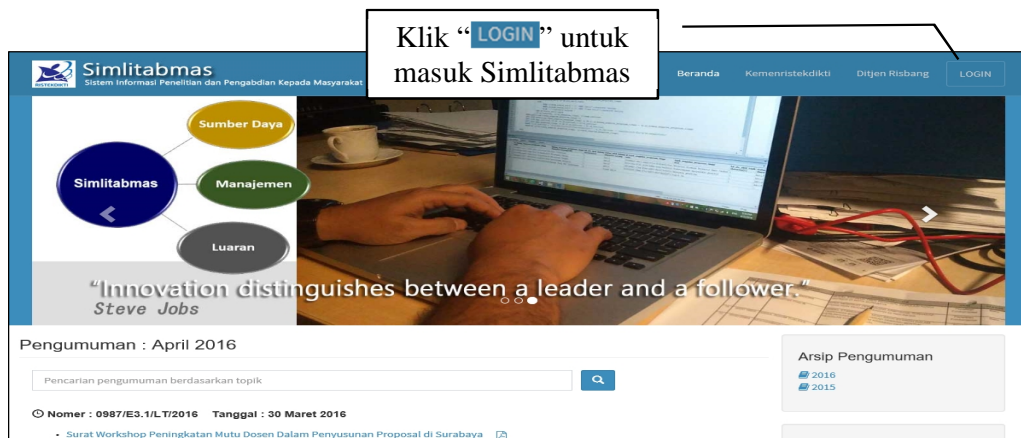 Klik “LOGIN” untuk
masuk Simlitabmas
RISTEKDIKTI
Simlitabmas
Sistem Informasi Penelitian dan Pengabdian Kepada Masyarakat
Beranda Kemenristekdikti Ditjen Risbang LOGIN
Sumber Daya
Simlitabmas
Manajemen
Luaran
"Innovation distinguishes between a leader and a follower."
Steve Jobs
Pengumuman : April 2016
Pencarian pengumuman berdasarkan topik
Nomer : 0987/E3.1/LT/2016 Tanggal : 30 Maret 2016
• Surat Workshop Peningkatan Mutu Dosen Dalam Penyusunan Proposal di Surabaya
Arsip Pengumuman
2016
2015